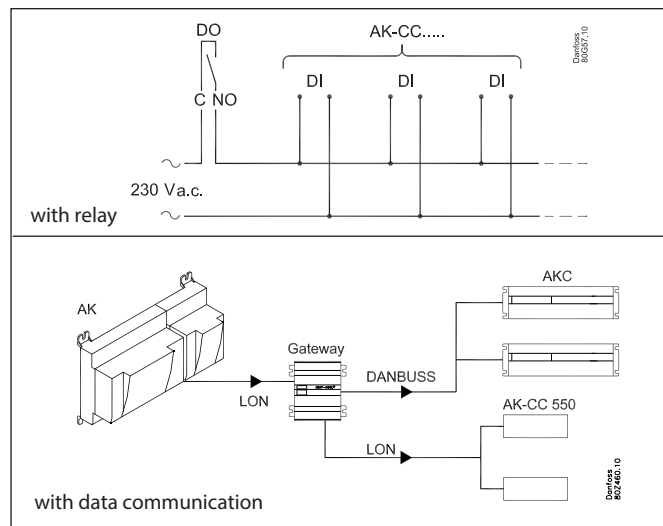 DO
AK-CC.....
Danfoss
80G57.10
DI
DI
DI
C NO
230 V a.c.
with relay
AK
AKC
Gateway
DANBUSS
LON
AK-CC 550
LON
Danfoss
80Z460.10
with data communication